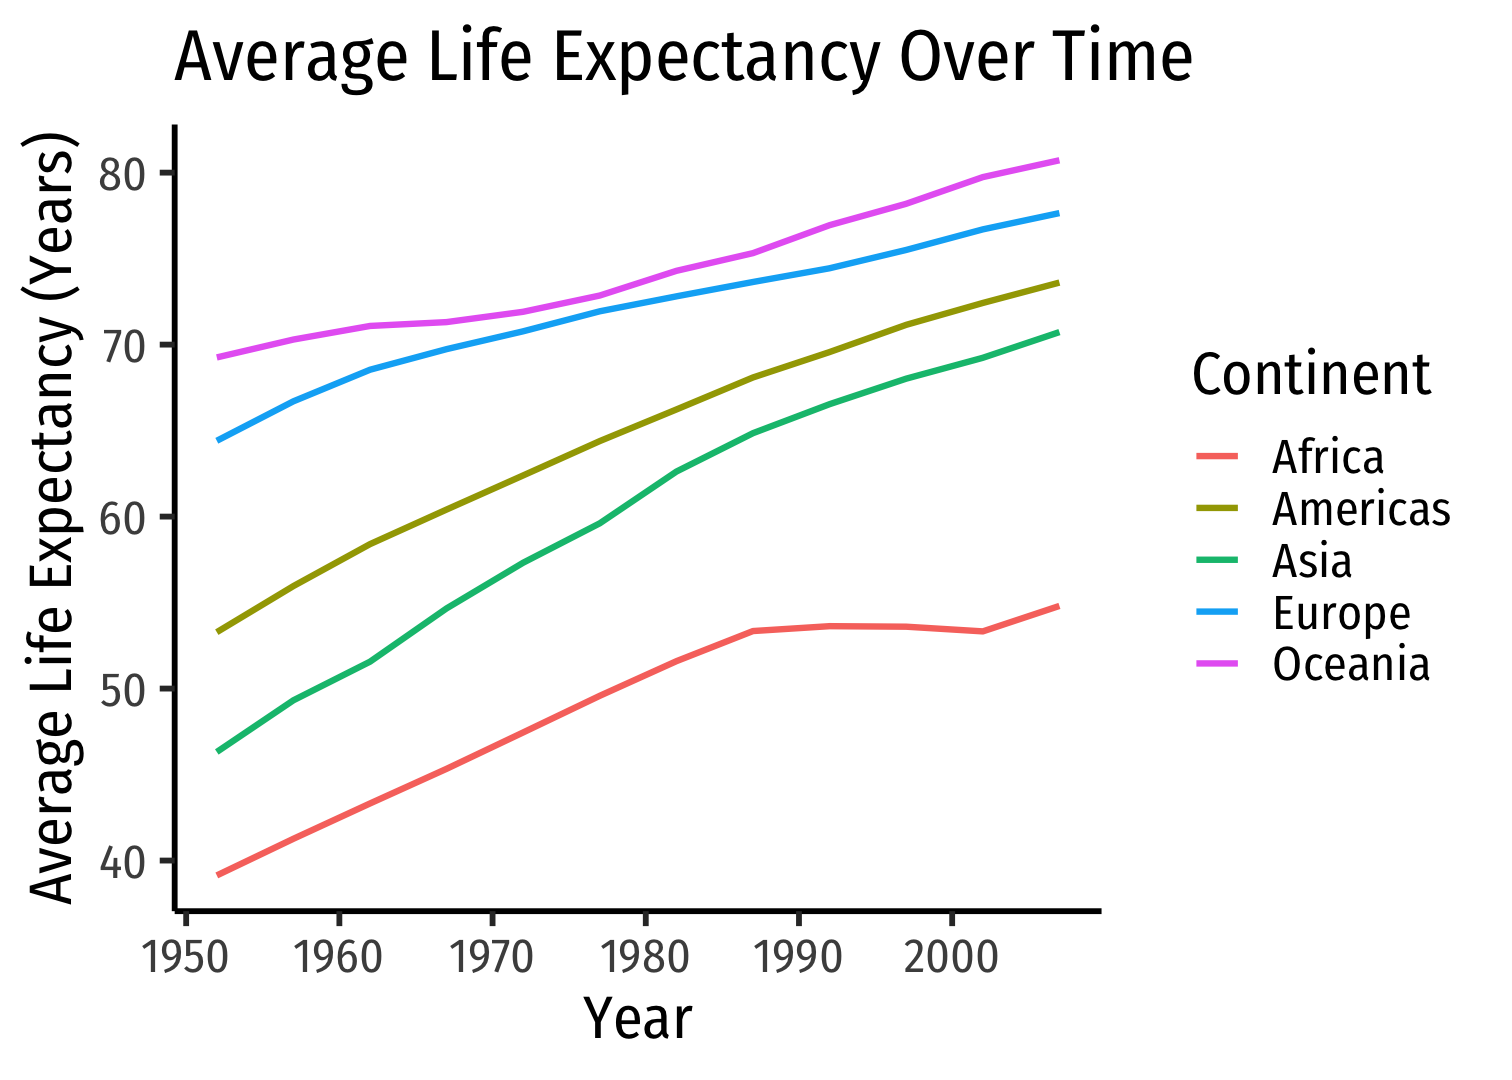 Average Life Expectancy Over Time
Average Life Expectancy (Years)
80
70
60
50
40
1950 1960 1970 1980 1990 2000
Year
Continent
Africa
Americas
Asia
Europe
Oceania